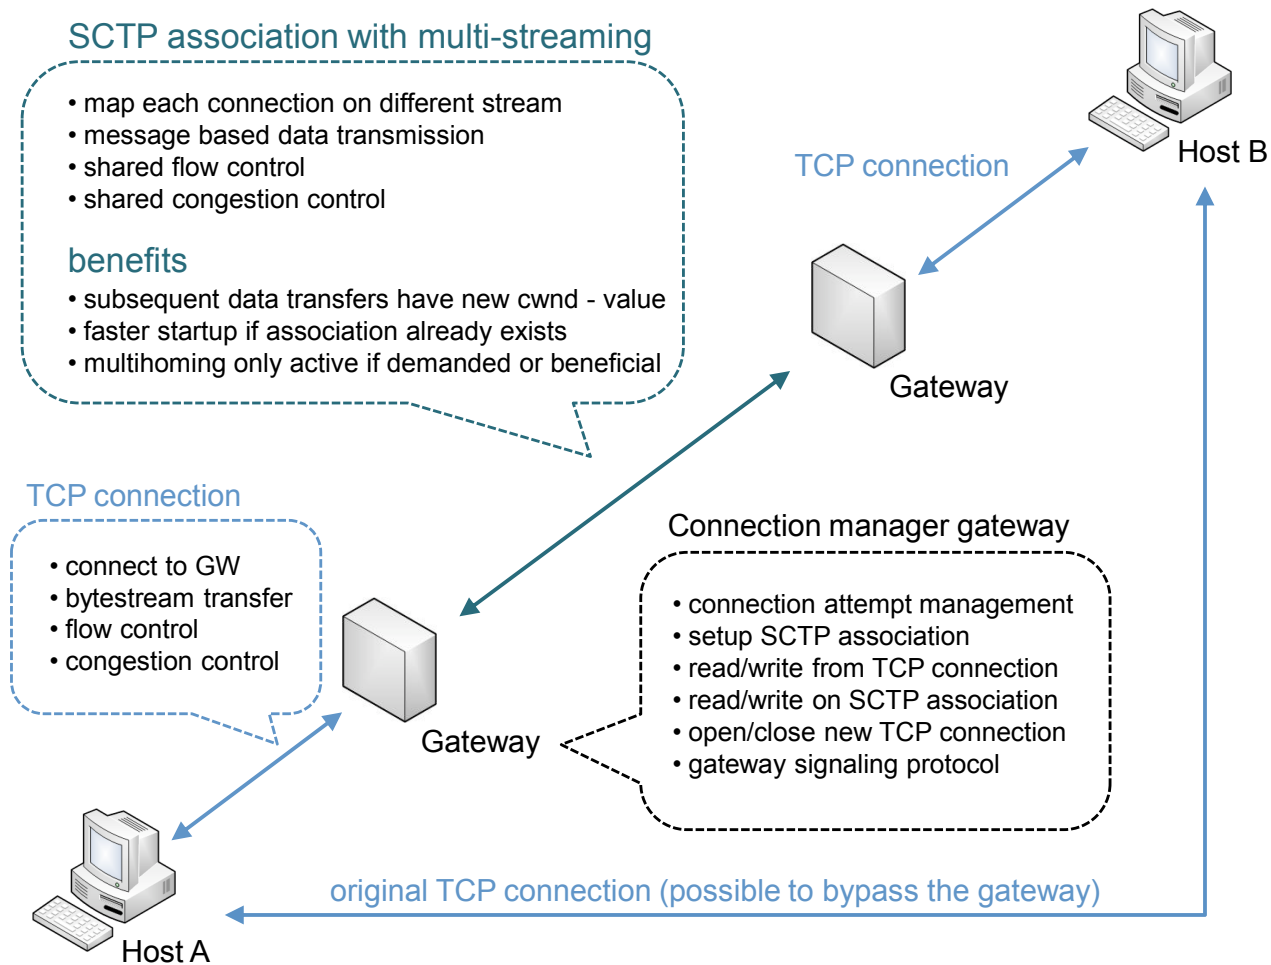 SCTP association with multi-streaming
• map each connection on different stream
• message based data transmission
• shared flow control
• shared congestion control
benefits
• subsequent data transfers have new cwnd - value
• faster startup if association already exists
• multihoming only active if demanded or beneficial
Host B
TCP connection
Gateway
TCP connection
• connect to GW
• bytestream transfer
• flow control
• congestion control
Gateway
Connection manager gateway
• connection attempt management
• setup SCTP association
• read/write from TCP connection
• read/write on SCTP association
• open/close new TCP connection
• gateway signaling protocol
original TCP connection (possible to bypass the gateway)
Host A